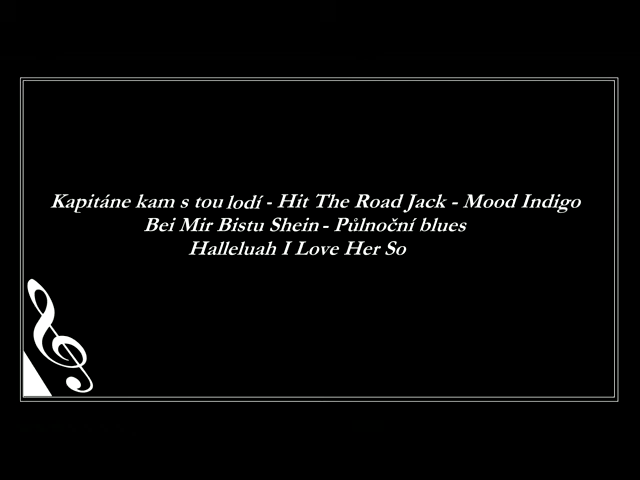 Kapitáne kam s tou lodí - Hit The Road Jack - Mood Indigo
Bei Mir Bistu Shein - Půlnoční blues
Halleluah I Love Her So